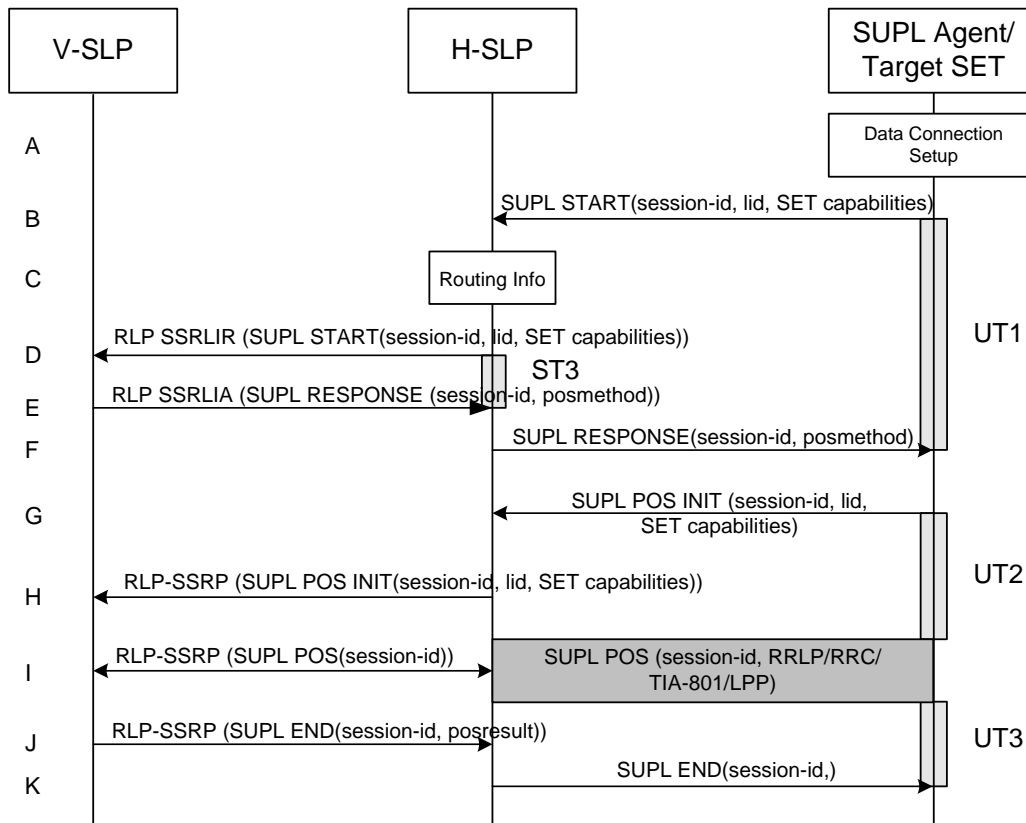 V-SLP
H-SLP
SUPL Agent/
Target SET
A
Data Connection
Setup
B
SUPL START(session-id, lid, SET capabilities)
C
Routing Info
UT1
D
RLP SSRLIR (SUPL START(session-id, lid, SET capabilities))
ST3
E
RLP SSRLIA (SUPL RESPONSE (session-id, posmethod))
F
SUPL RESPONSE(session-id, posmethod)
G
SUPL POS INIT (session-id, lid,
SET capabilities)
UT2
H
RLP-SSRP (SUPL POS INIT(session-id, lid, SET capabilities))
I
RLP-SSRP (SUPL POS(session-id))
SUPL POS (session-id, RRLP/RRC/
TIA-801/LPP)
J
RLP-SSRP (SUPL END(session-id, posresult))
UT3
K
SUPL END(session-id,)